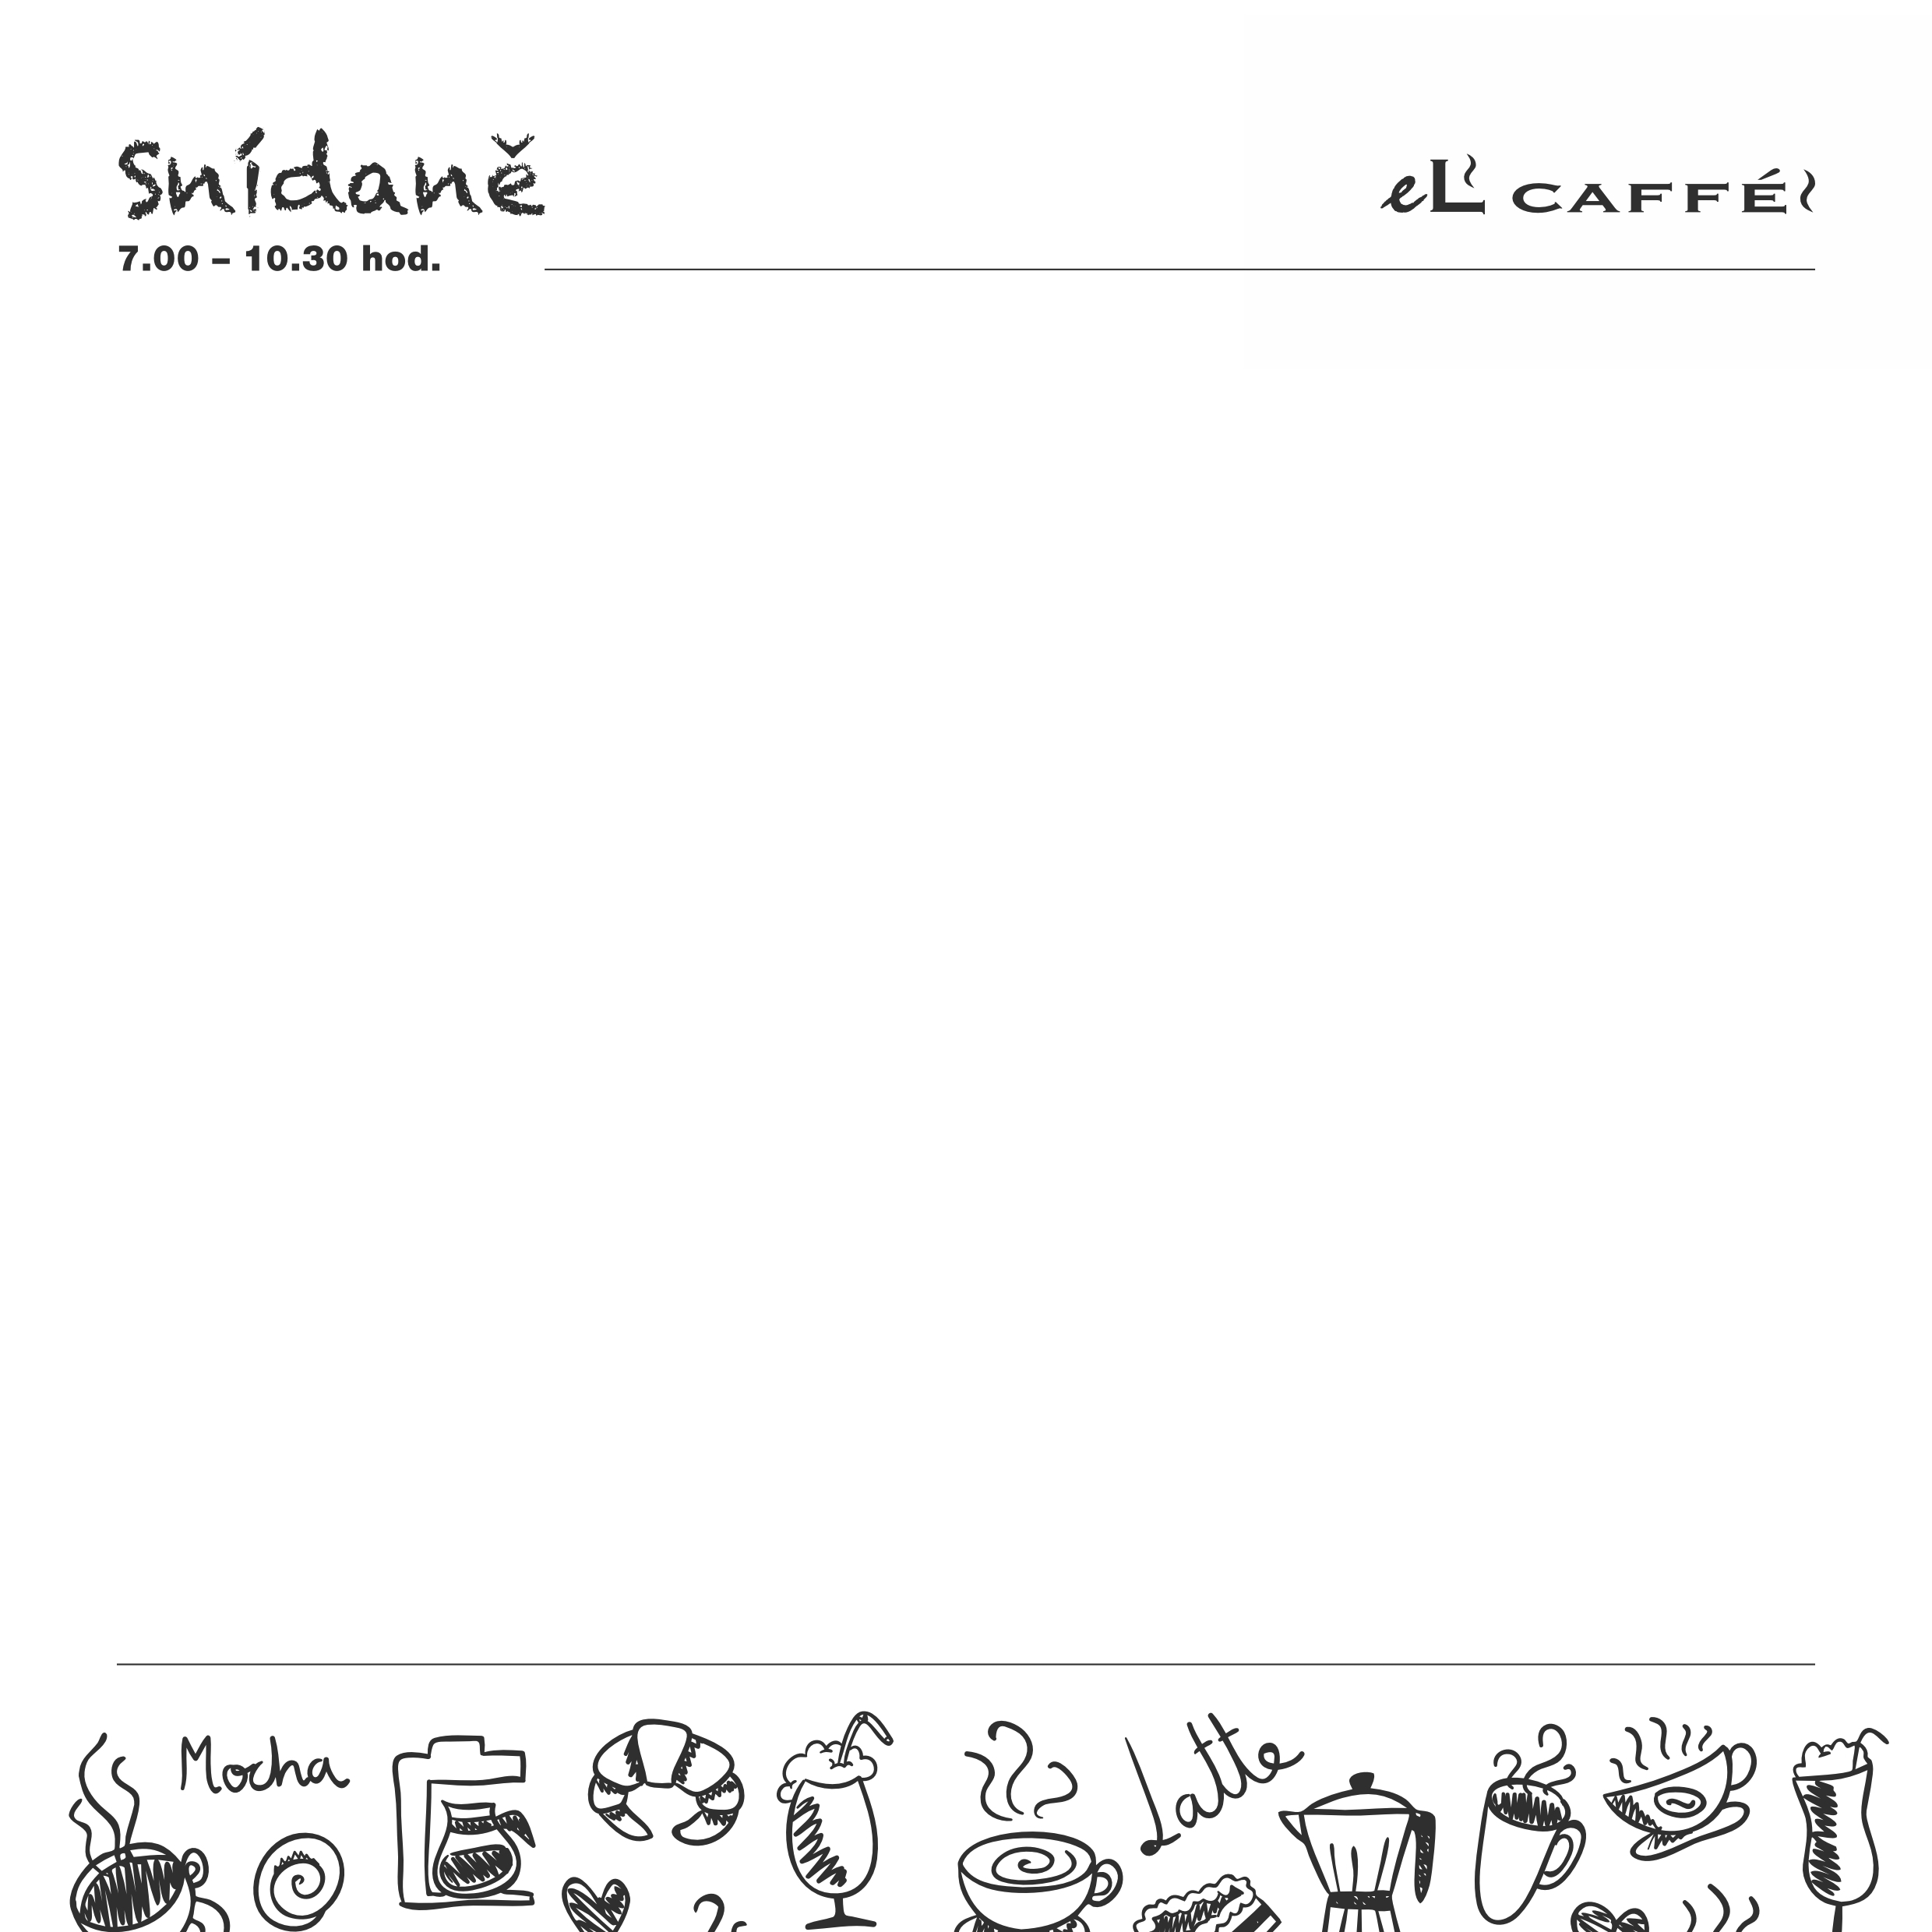 Snídaně
eL CAFFÉ
7.00 – 10.30 hod.
Mocha
Latte